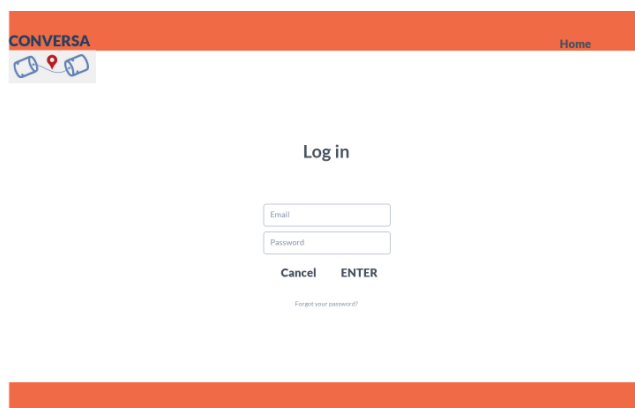 CONVERSA
Home
Log in
Email
Password
Cancel ENTER
Forgot your password?